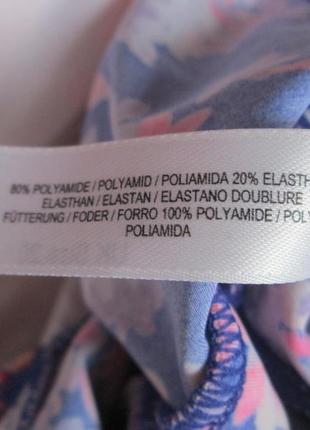 80% POLYAMIDE / POLYAMID / POLIAMIDA 20% ELASTH
ELASTHAN / ELASTAN / ELASTANO DOUBLURE
FÜTTERUNG / FODER / FORRO 100% POLYAMIDE / POLY
POLIAMIDA